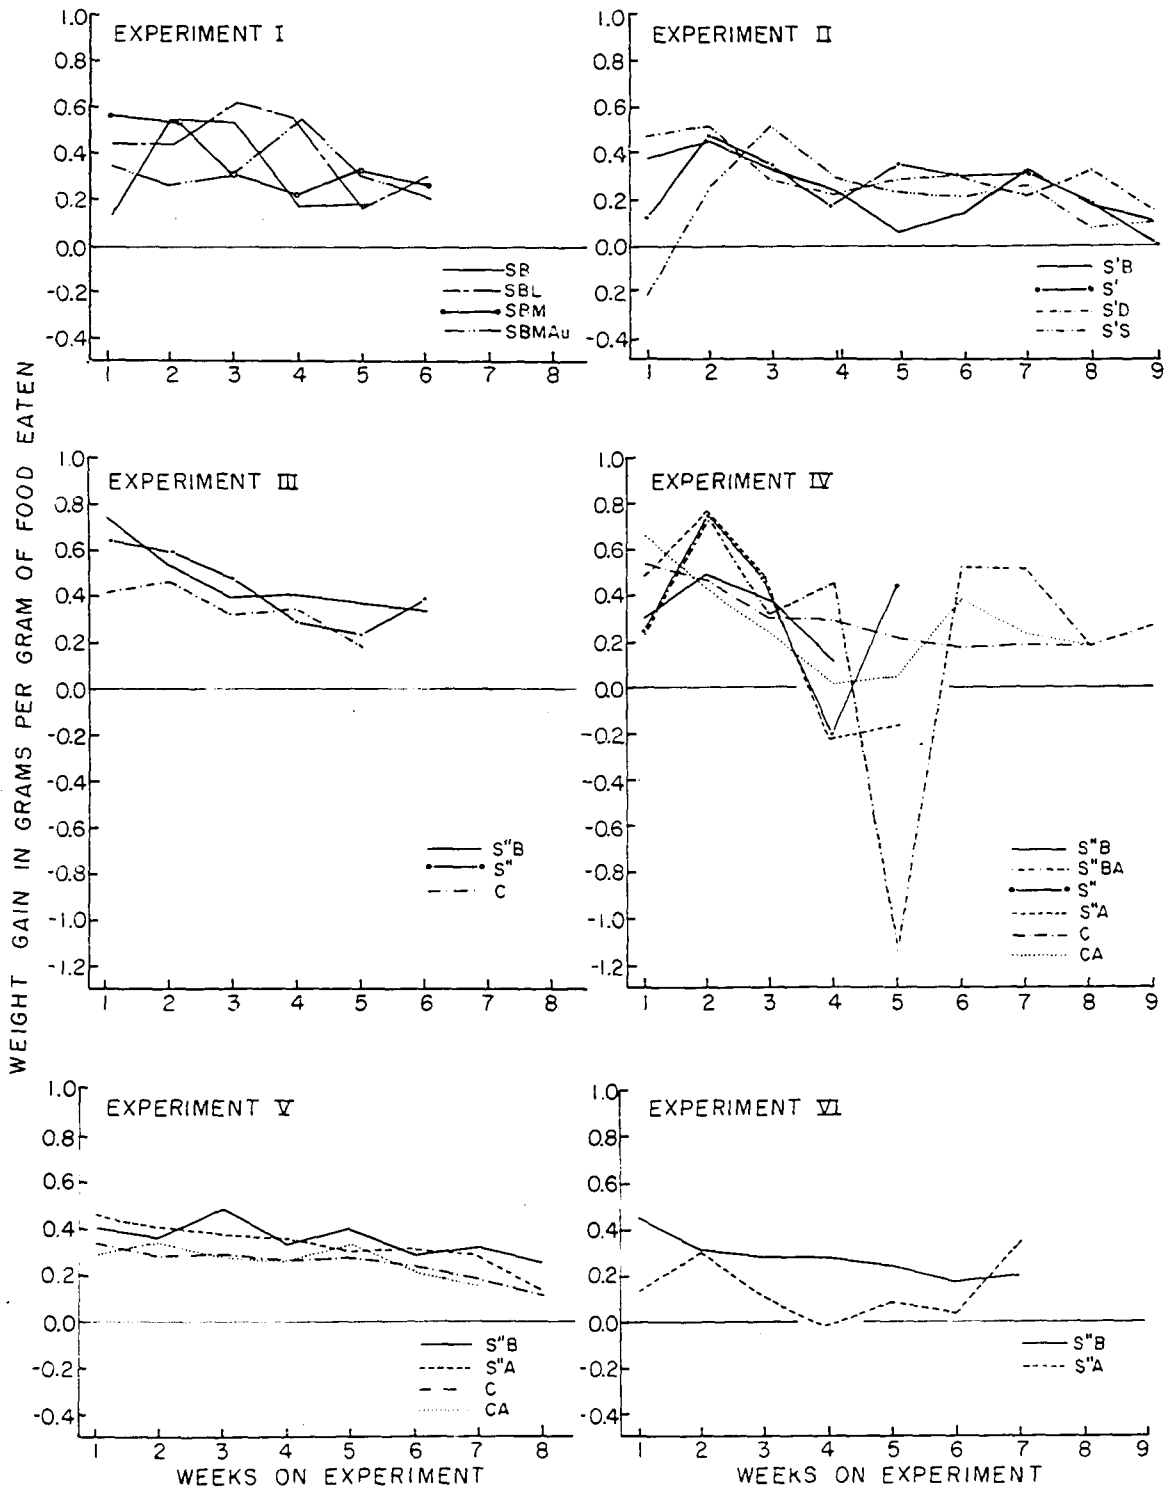 EXPERIMENT I
1.0
0.8
0.6
0.4
0.2
0.0
-0.2
-0.4
1 2 3 4 5 6 7 8
SB
SBL
SBM
SBMAu
EXPERIMENT II
1.0
0.8
0.6
0.4
0.2
0.0
0.2
-0.4
1 2 3 4 5 6 7 8 9
S'B
S'
S'D
S'S
WEIGHT GAIN IN GRAMS PER GRAM OF FOOD EATEN
EXPERIMENT III
1.0
0.8
0.6
0.4
0.2
0.0
-0.2
-0.4
-0.6
-0.8
-1.0
-1.2
1 2 3 4 5 6 7 8
S"B
S"
C
EXPERIMENT IV
1.0
0.8
0.6
0.4
0.2
0.0
-0.2
-0.4
-0.6
-0.8
-1.0
-1.2
1 2 3 4 5 6 7 8 9
S"B
S"BA
S"
S"A
C
CA
EXPERIMENT V
1.0
0.8
0.6
0.4
0.2
0.0
-0.2
-0.4
1 2 3 4 5 6 7 8
S"B
S"A
C
CA
WEEKS ON EXPERIMENT
EXPERIMENT VI
1.0
0.8
0.6
0.4
0.2
0.0
-0.2
-0.4
1 2 3 4 5 6 7 8 9
S"B
S"A
WEEKS ON EXPERIMENT